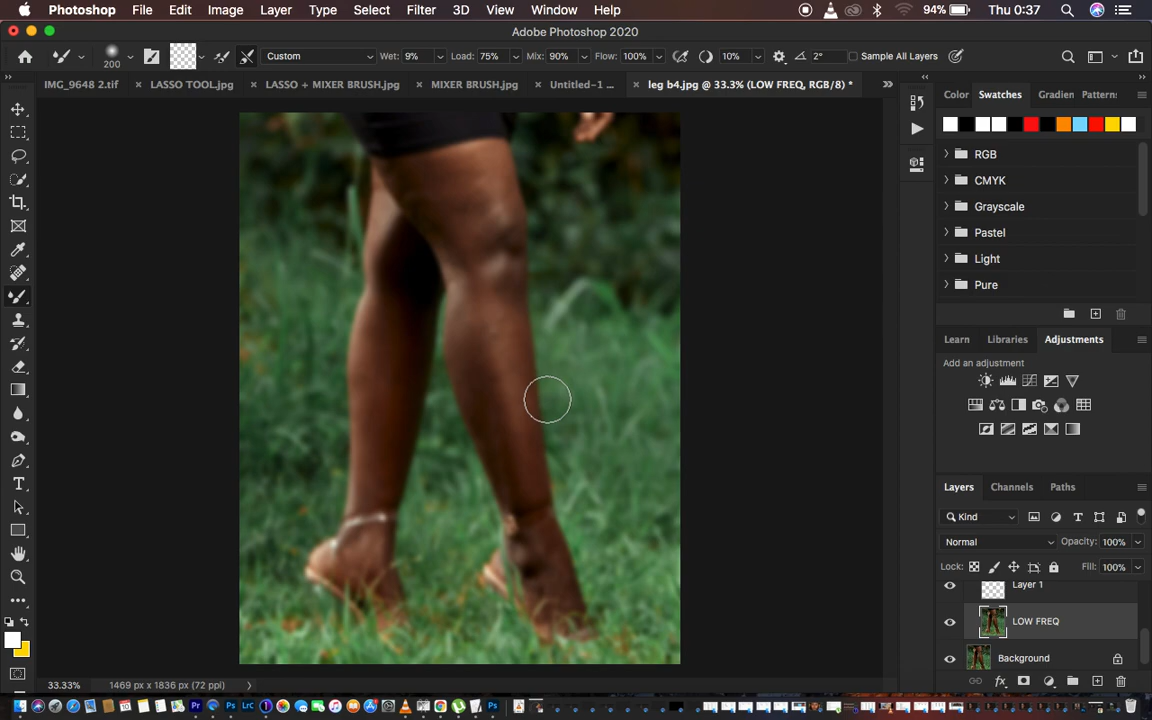 Photoshop File Edit Image Layer Type Select Filter 3D View Window Help 94% Thu 0:37
Adobe Photoshop 2020
200 Custom Wet: 9% Load: 75% Mix: 90% Flow: 100% 10% 2° Sample All Layers
IMG_9648 2.tif × LASSO TOOL.jpg × LASSO + MIXER BRUSH.jpg × MIXER BRUSH.jpg × Untitled-1 ... × leg b4.jpg @ 33.3% (LOW FREQ, RGB/8) *
Color Swatches Gradien Pattern:
RGB
CMYK
Grayscale
Pastel
Light
Pure
Learn Libraries Adjustments
Add an adjustment
Layers Channels Paths
Kind
Normal Opacity: 100%
Lock: Fill: 100%
Layer 1
LOW FREQ
Background
33.33% 1469 px x 1836 px (72 ppi)